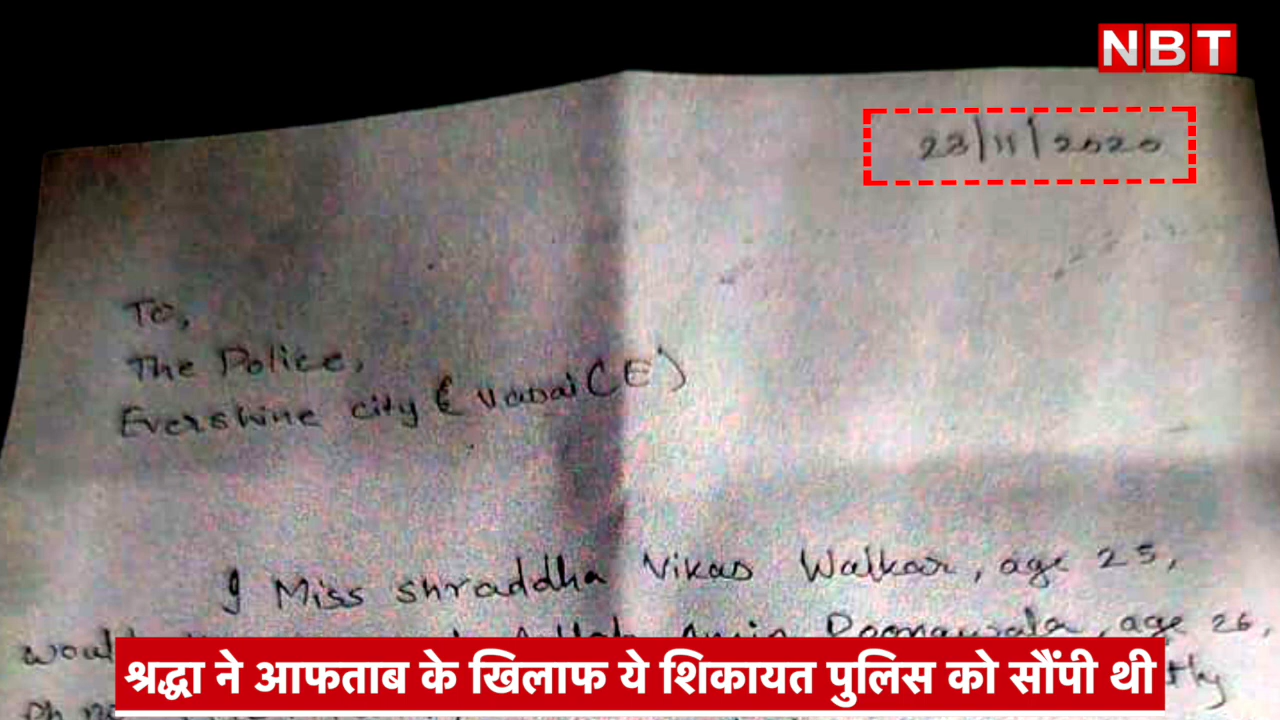 NBT
23/11/2020
To,
The Police,
Evershine city & Vasai (E)
I Miss Shraddha Vikas Walkar, age 25,
Amin Poonawala, age 26,
श्रद्धा ने आफताब के खिलाफ ये शिकायत पुलिस को सौंपी थी